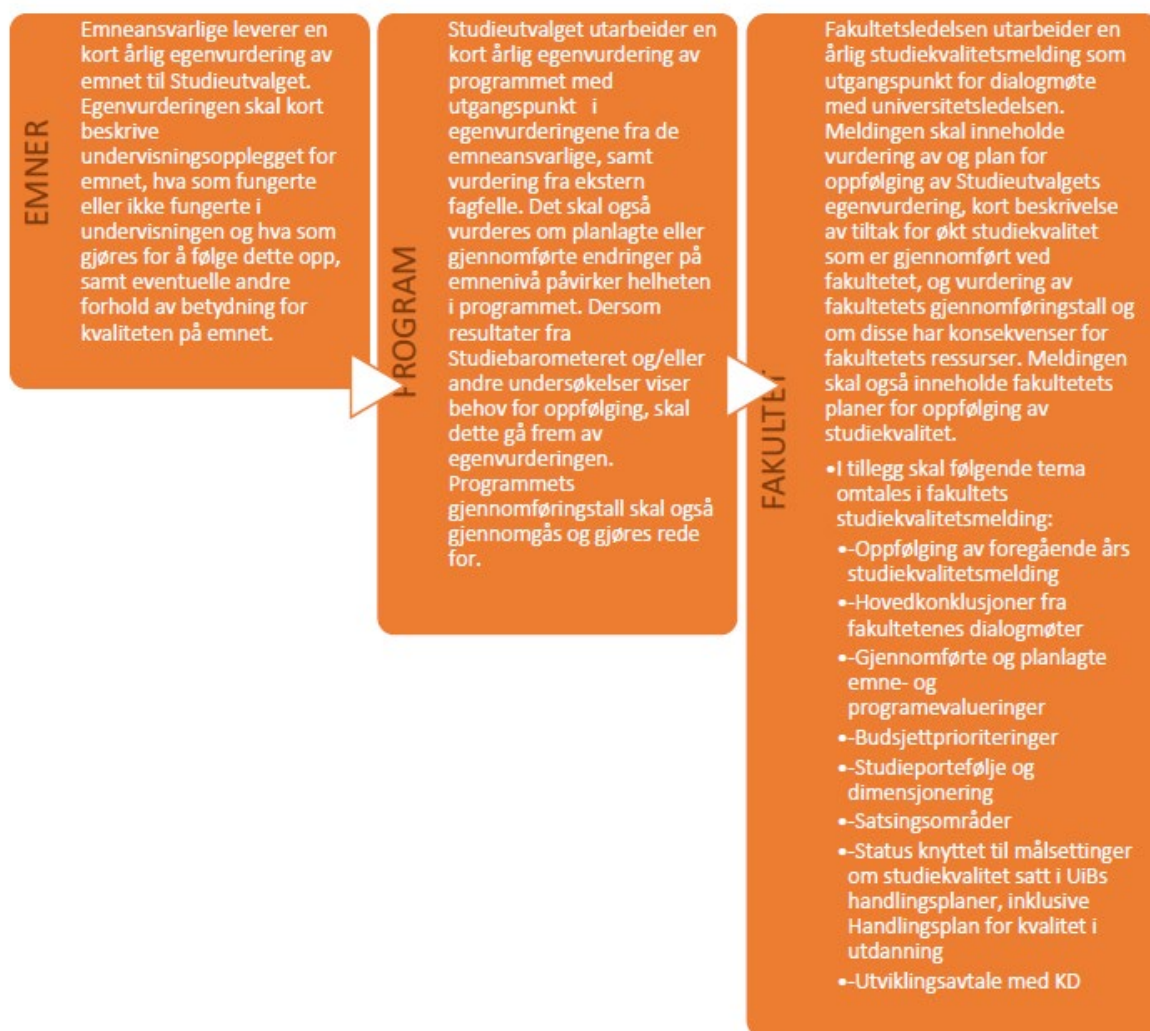 EMNER
Emneansvarlige leverer en
kort årlig egenvurdering av
emnet til Studieutvalget.
Egenvurderingen skal kort
beskrive
undervisningsopplegget for
emnet, hva som fungerte
eller ikke fungerte i
undervisningen og hva som
gjøres for å følge dette opp,
samt eventuelle andre
forhold av betydning for
kvaliteten på emnet.
PROGRAM
Studieutvalget utarbeider en
kort årlig egenvurdering av
programmet med
utgangspunkt i
egenvurderingene fra de
emneansvarlige, samt
vurdering fra ekstern
fagfelle. Det skal også
vurderes om planlagte eller
gjennomførte endringer på
emnenivå påvirker helheten
i programmet. Dersom
resultater fra
Studiebarometeret og/eller
andre undersøkelser viser
behov for oppfølging, skal
dette gå frem av
egenvurderingen.
Programmets
gjennomføringstall skal også
gjennomgås og gjøres rede
for.
FAKULTET
Fakultetsledelsen utarbeider en
årlig studiekvalitetsmelding som
utgangspunkt for dialogmøte
med universitetsledelsen.
Meldingen skal inneholde
vurdering av og plan for
oppfølging av Studieutvalgets
egenvurdering, kort beskrivelse
av tiltak for økt studiekvalitet
som er gjennomført ved
fakultetet, og vurdering av
fakultetets gjennomføringstall og
om disse har konsekvenser for
fakultetets ressurser. Meldingen
skal også inneholde fakultetets
planer for oppfølging av
studiekvalitet.
•I tillegg skal følgende tema
omtales i fakultets
studiekvalitetsmelding:
•-Oppfølging av foregående års
studiekvalitetsmelding
•-Hovedkonklusjoner fra
fakultetenes dialogmøter
•-Gjennomførte og planlagte
emne- og
programevalueringer
•-Budsjettprioriteringer
•-Studieportefølje og
dimensjonering
•-Satsingsområder
•-Status knyttet til målsettinger
om studiekvalitet satt i UiBs
handlingsplaner, inklusive
Handlingsplan for kvalitet i
utdanning
•-Utviklingsavtale med KD